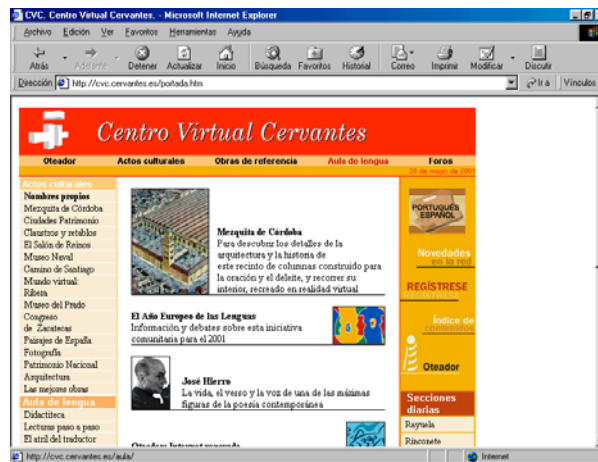 CVC. Centro Virtual Cervantes. - Microsoft Internet Explorer
Archivo Edición Ver Favoritos Herramientas Ayuda
Atrás Adelante Detener Actualizar Inicio Búsqueda Favoritos Historial Correo Imprimir Modificar Discutir
Dirección http://cvc.cervantes.es/portada.htm Ir a Vínculos
Centro Virtual Cervantes
Oteador Actos culturales Obras de referencia Aula de lengua Foros
28 de mayo de 2001
Actos culturales
Nombres propios
Mezquita de Córdoba
Ciudades Patrimonio
Claustros y retablos
El Salón de Reinos
Museo Naval
Camino de Santiago
Mundo virtual:
Ribera
Museo del Prado
Congreso
de Zacatecas
Paisajes de España
Fotografía
Patrimonio Nacional
Arquitectura
Las mejores obras
Aula de lengua
Didactiteca
Lecturas paso a paso
El atril del traductor
Mezquita de Córdoba
Para descubrir los detalles de la
arquitectura y la historia de
este recinto de columnas construido para
la oración y el deleite, y recorrer su
interior, recreado en realidad virtual
El Año Europeo de las Lenguas
Información y debates sobre esta iniciativa
comunitaria para el 2001
José Hierro
La vida, el verso y la voz de una de las máximas
figuras de la poesía contemporánea
Oteador: Internet renovado
PORTUGUÉS
ESPAÑOL
Novedades
en la red
REGÍSTRESE
REGÍSTRESE
Índice de
contenidos
Oteador
Secciones
diarias
Rayuela
Rinconete
http://cvc.cervantes.es/aula/ Internet